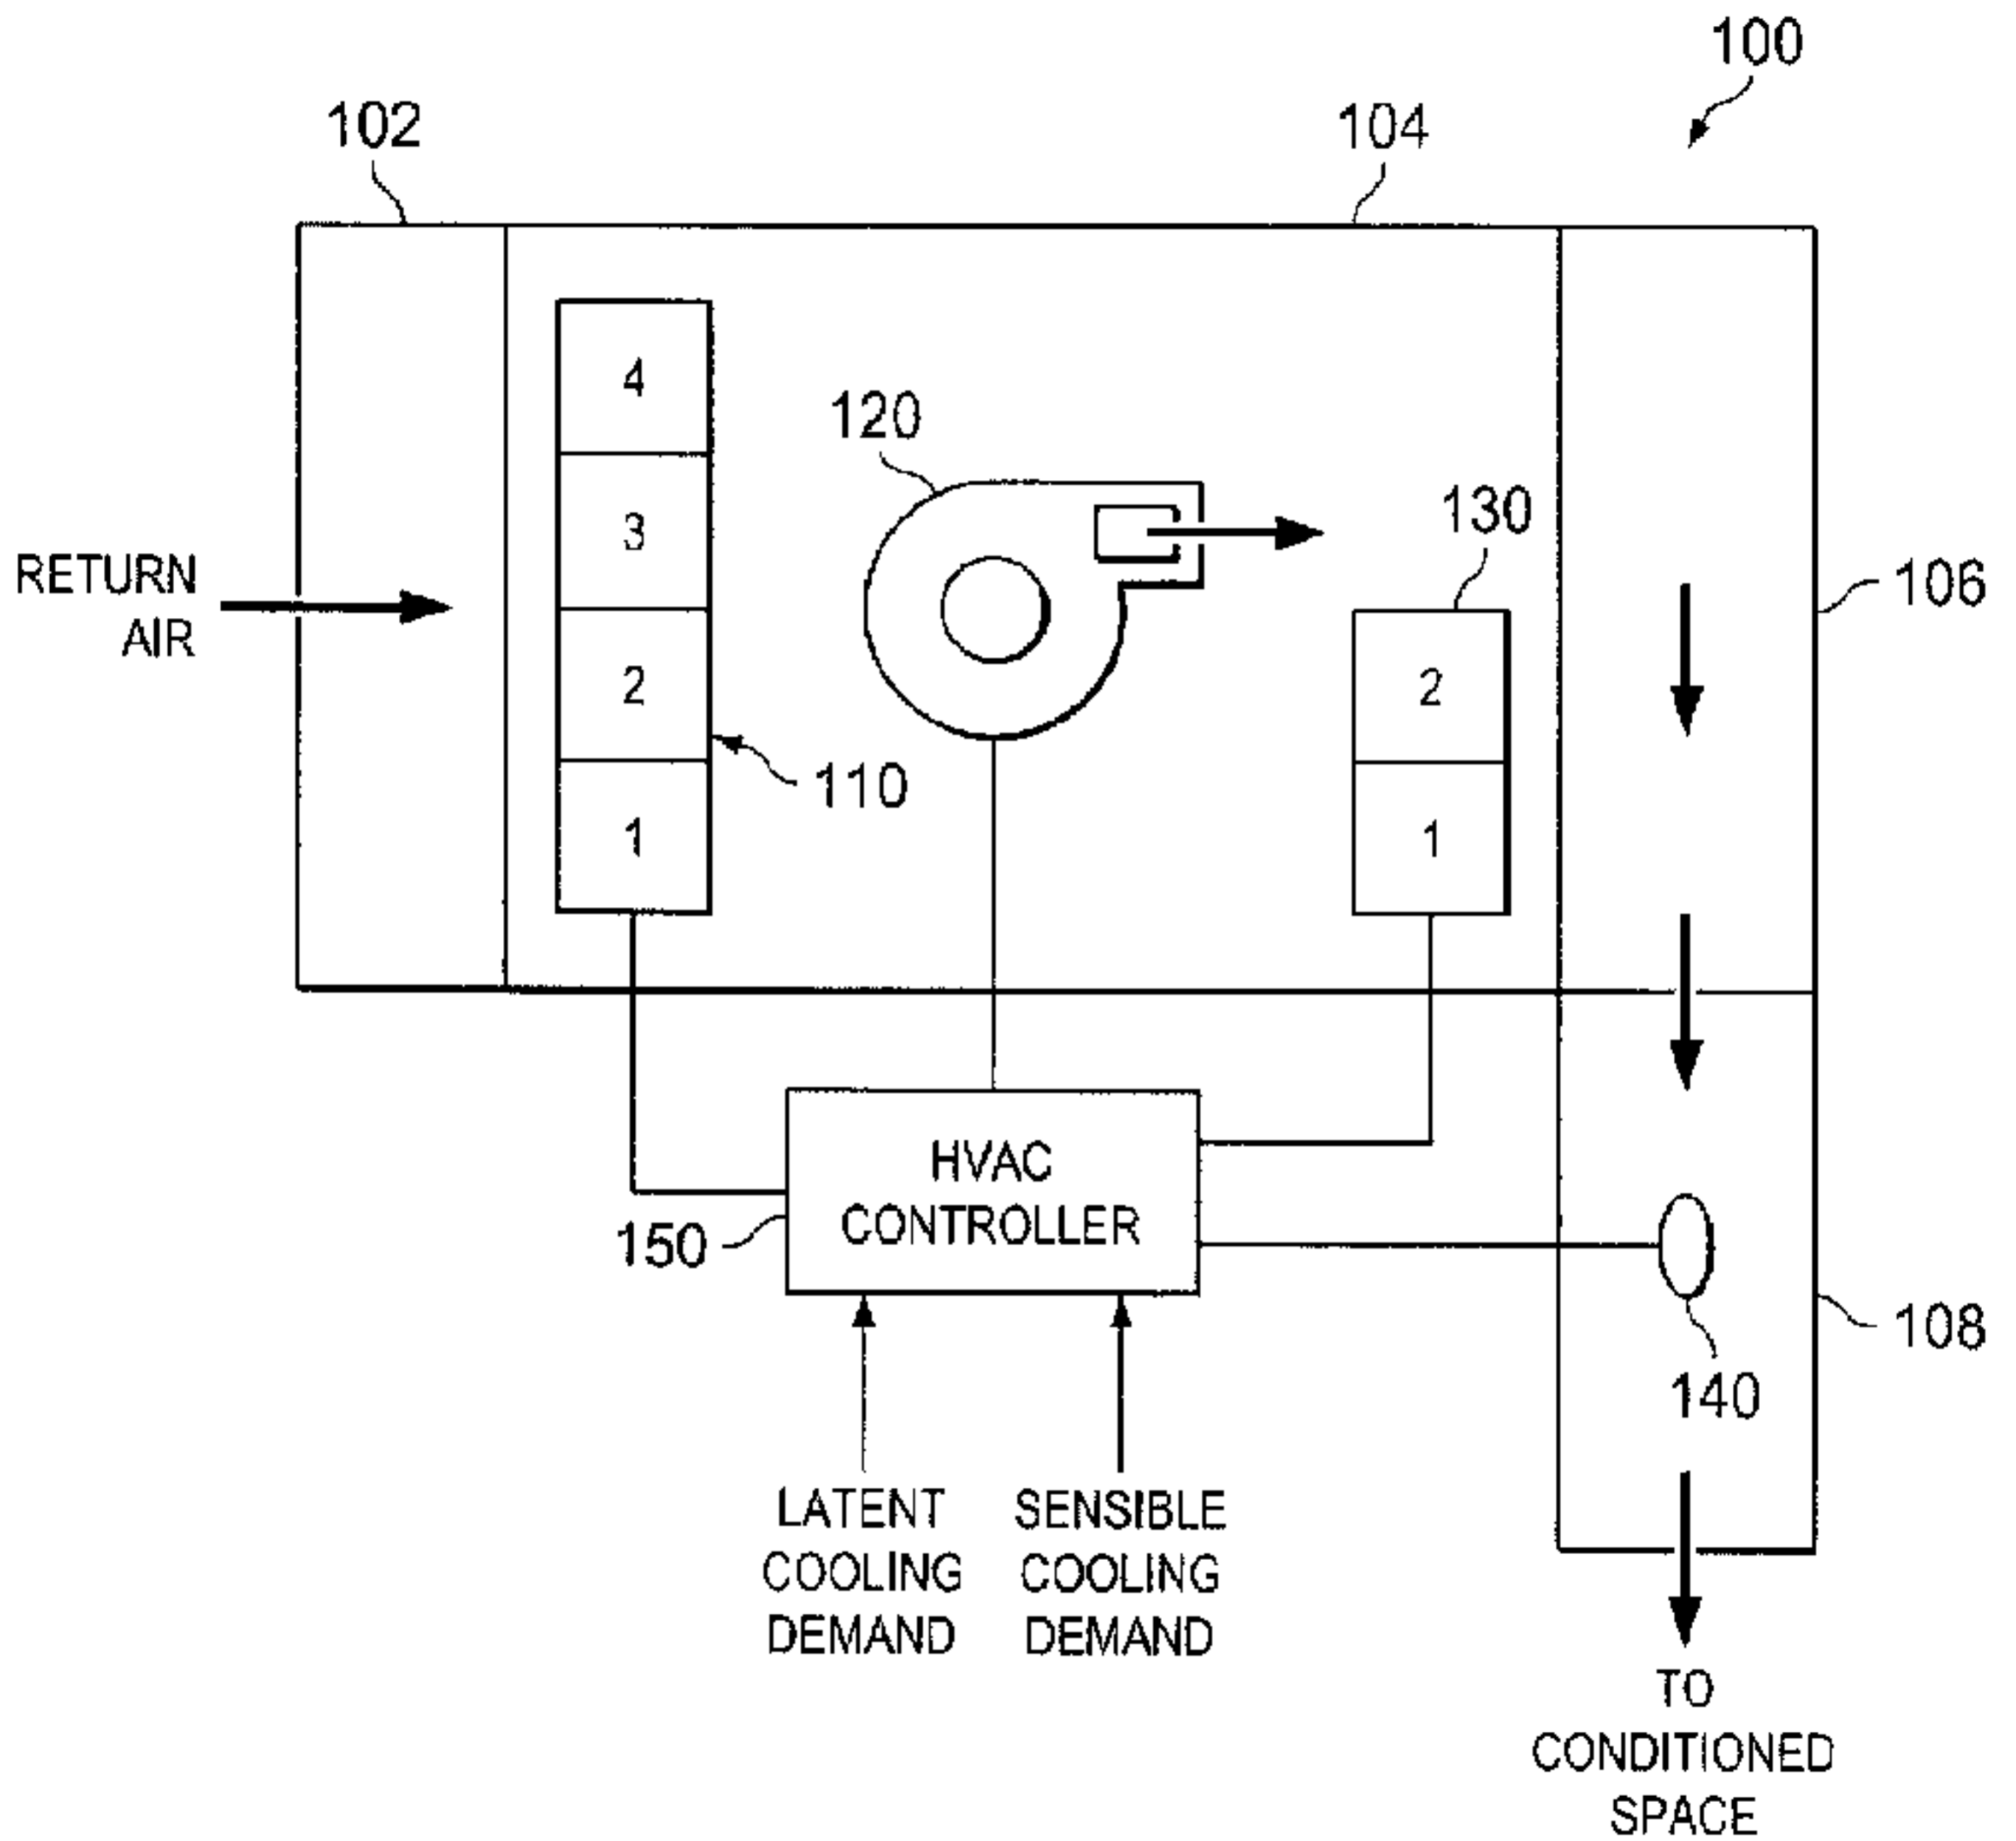 100
102
104
4
120
3
130
RETURN
AIR
106
2
2
110
1
1
HVAC
CONTROLLER
150
108
140
LATENT
COOLING
DEMAND
SENSIBLE
COOLING
DEMAND
TO
CONDITIONED
SPACE